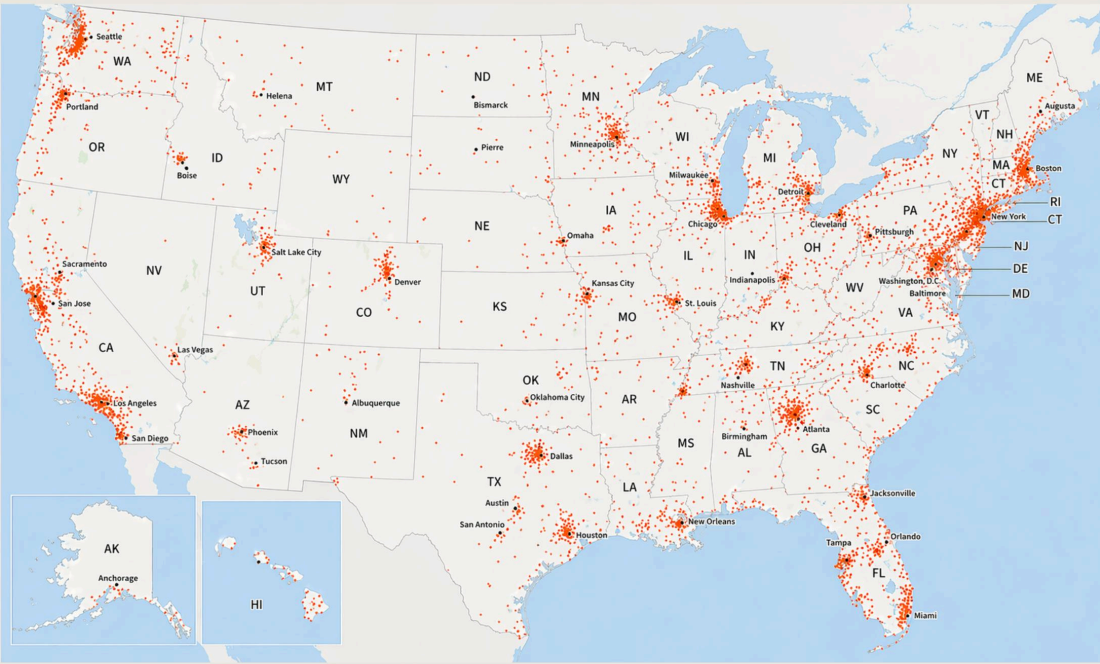 Seattle
WA
Portland
OR
Helena
MT
ID
Boise
WY
ND
Bismarck
Pierre
NE
MN
Minneapolis
WI
Milwaukee
MI
Detroit
Chicago
IA
Omaha
ME
Augusta
VT
NH
NY
MA
Boston
CT
RI
New York
CT
PA
Cleveland
Pittsburgh
NJ
OH
DE
Washington, D.C.
Baltimore
MD
Sacramento
NV
San Jose
CA
Las Vegas
Los Angeles
San Diego
Salt Lake City
UT
Denver
CO
KS
Kansas City
MO
St. Louis
IL
IN
Indianapolis
WV
VA
KY
AZ
Phoenix
Tucson
Albuquerque
NM
OK
Oklahoma City
AR
TN
Nashville
NC
Charlotte
SC
Atlanta
GA
Birmingham
AL
MS
Dallas
TX
LA
Austin
San Antonio
Houston
New Orleans
Jacksonville
Tampa
Orlando
FL
Miami
AK
Anchorage
HI